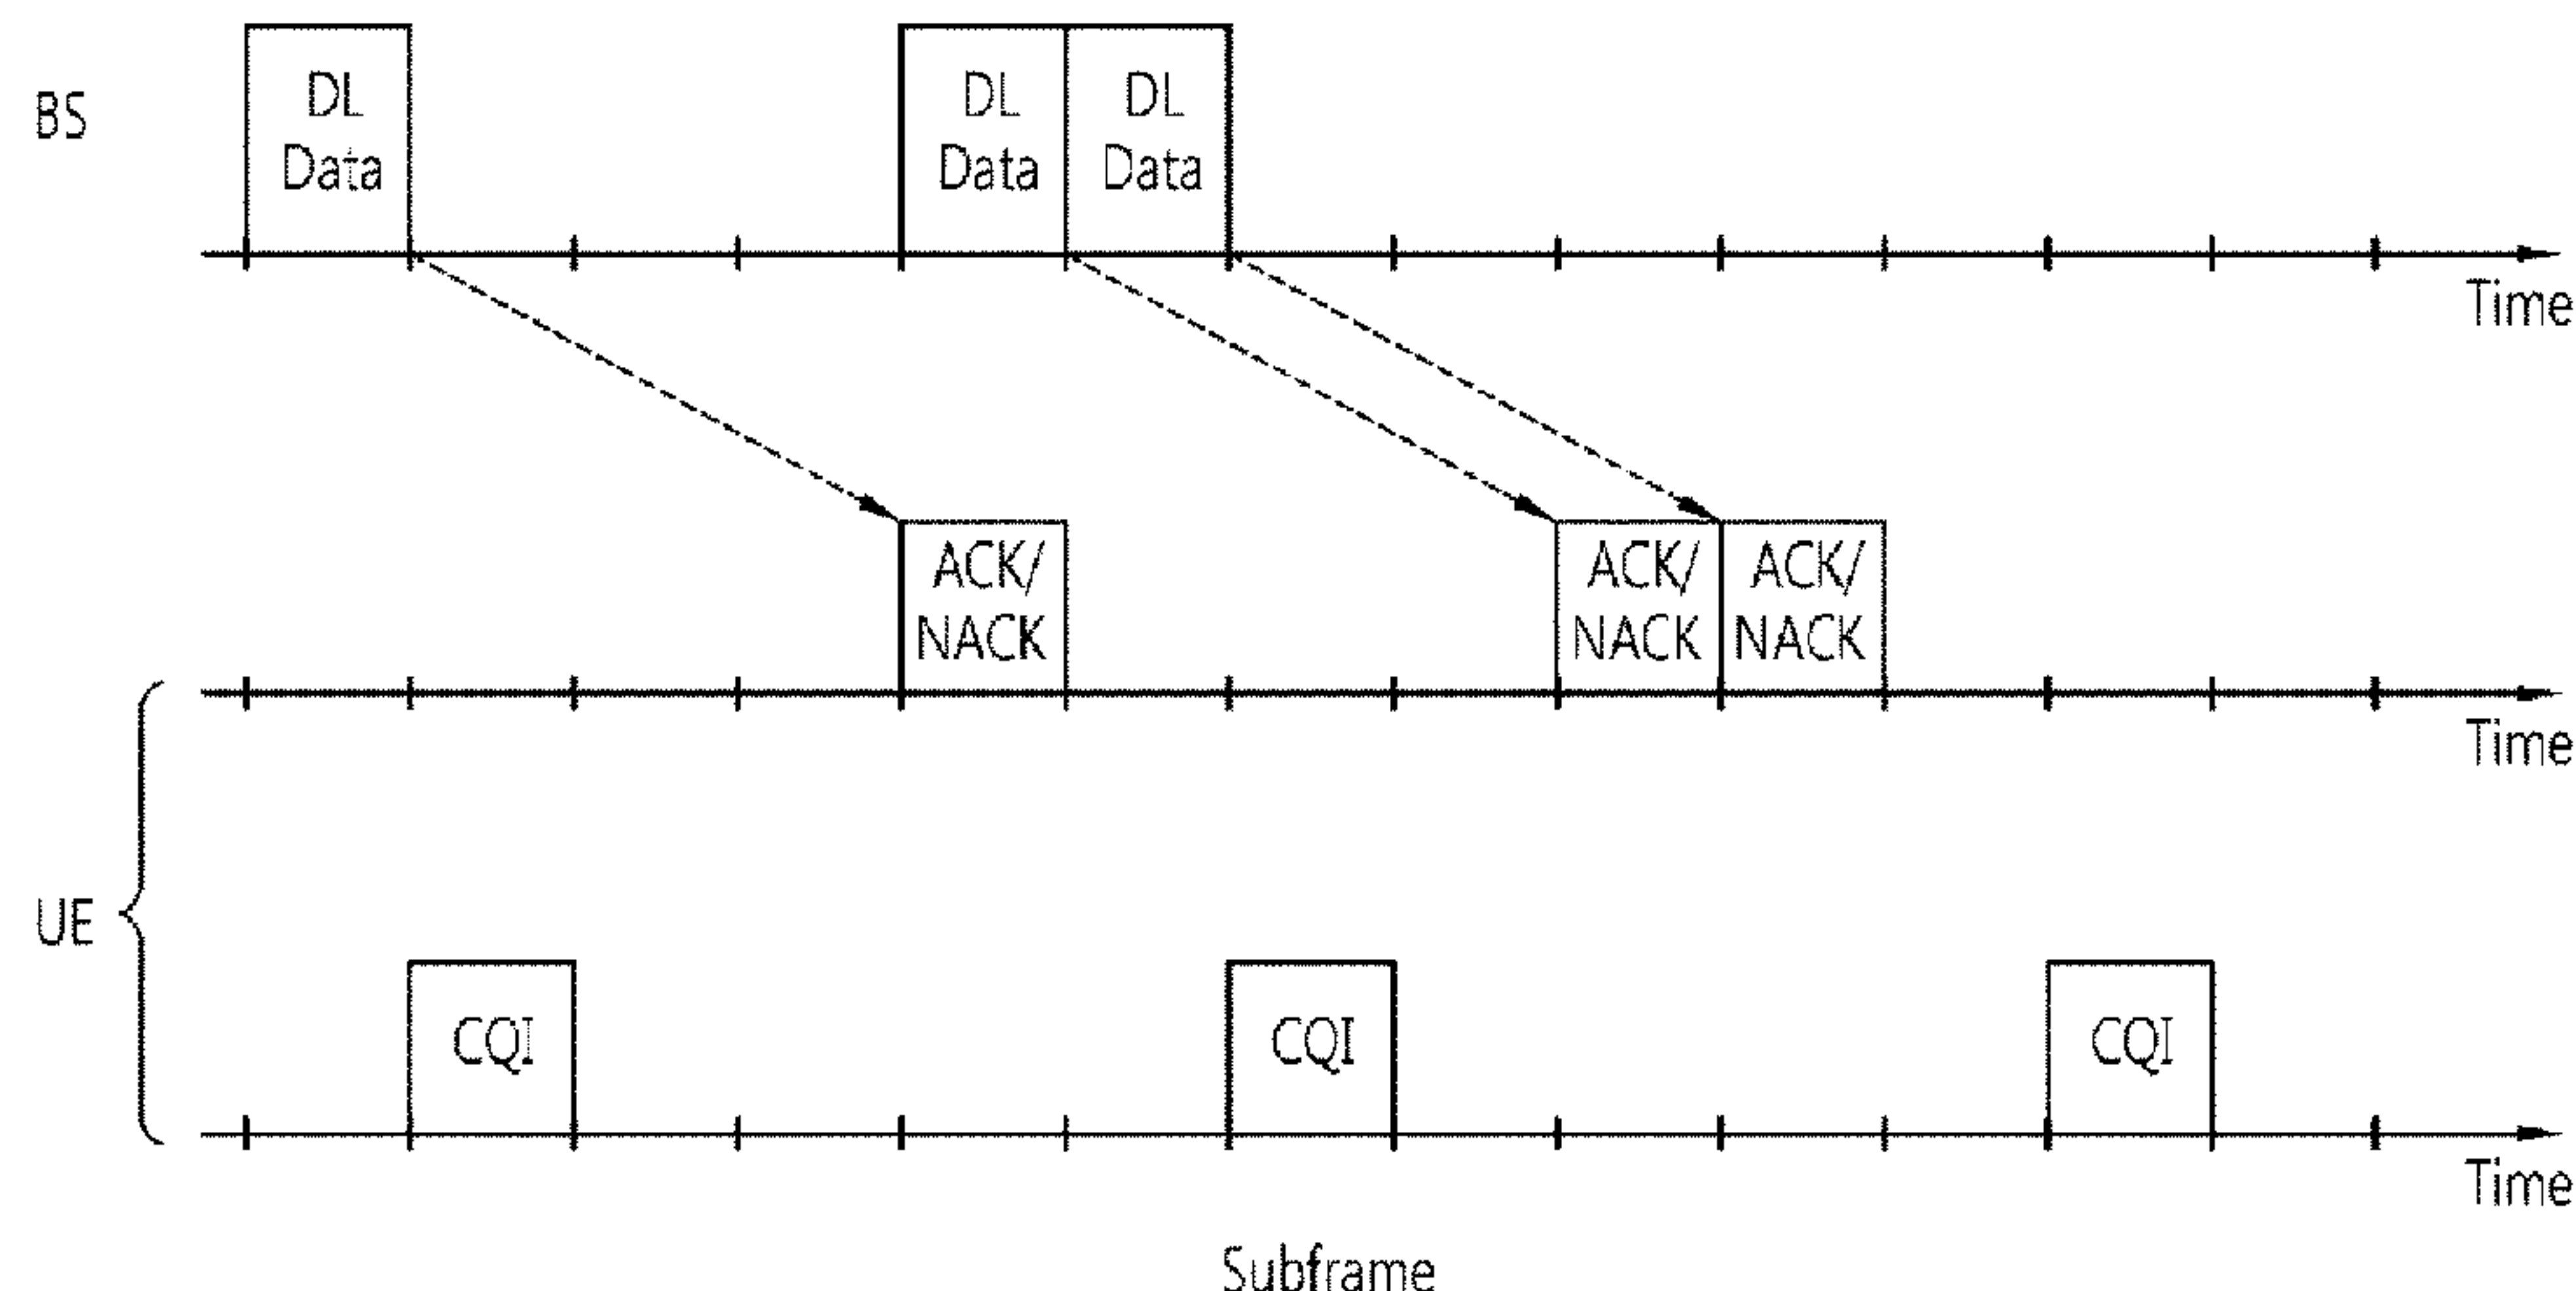 BS
DL
Data
DL
Data
DL
Data
Time
ACK/
NACK
ACK/
NACK
ACK/
NACK
Time
UE
CQI
CQI
CQI
Time
Subframe